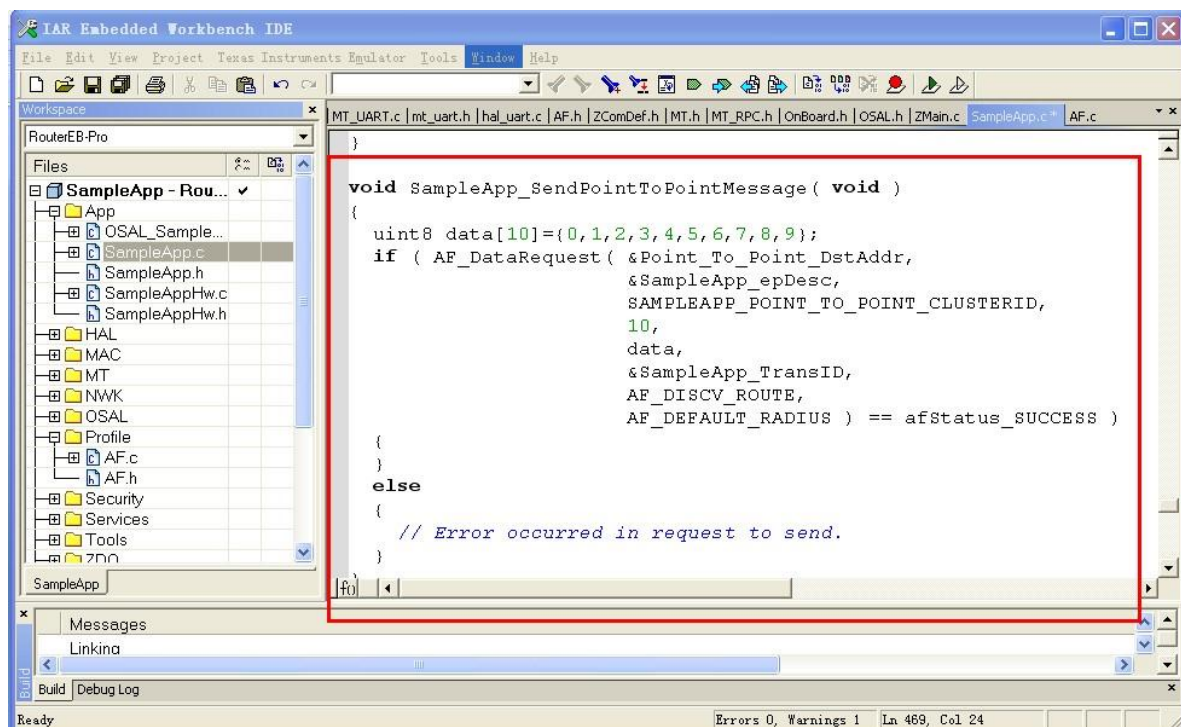 IAR Embedded Workbench IDE
File Edit View Project Texas Instruments Emulator Tools Window Help
Workspace
RouterEB-Pro
Files
SampleApp - Rou...
App
OSAL_Sample...
SampleApp.c
SampleApp.h
SampleAppHw.c
SampleAppHw.h
HAL
MAC
MT
NWK
OSAL
Profile
AF.c
AF.h
Security
Services
Tools
ZDO
SampleApp
MT_UART.c | mt_uart.h | hal_uart.c | AF.h | ZComDef.h | MT.h | MT_RPC.h | OnBoard.h | OSAL.h | ZMain.c SampleApp.c * AF.c
}
void SampleApp_SendPointToPointMessage( void )
{
uint8 data[10]={0,1,2,3,4,5,6,7,8,9};
if ( AF_DataRequest( &Point_To_Point_DstAddr,
&SampleApp_epDesc,
SAMPLEAPP_POINT_TO_POINT_CLUSTERID,
10,
data,
&SampleApp_TransID,
AF_DISCV_ROUTE,
AF_DEFAULT_RADIUS ) == afStatus_SUCCESS )
{
}
else
{
// Error occurred in request to send.
}
}
f()
Messages
Linking
Build
Build Debug Log
Ready
Errors 0, Warnings 1 Ln 469, Col 24